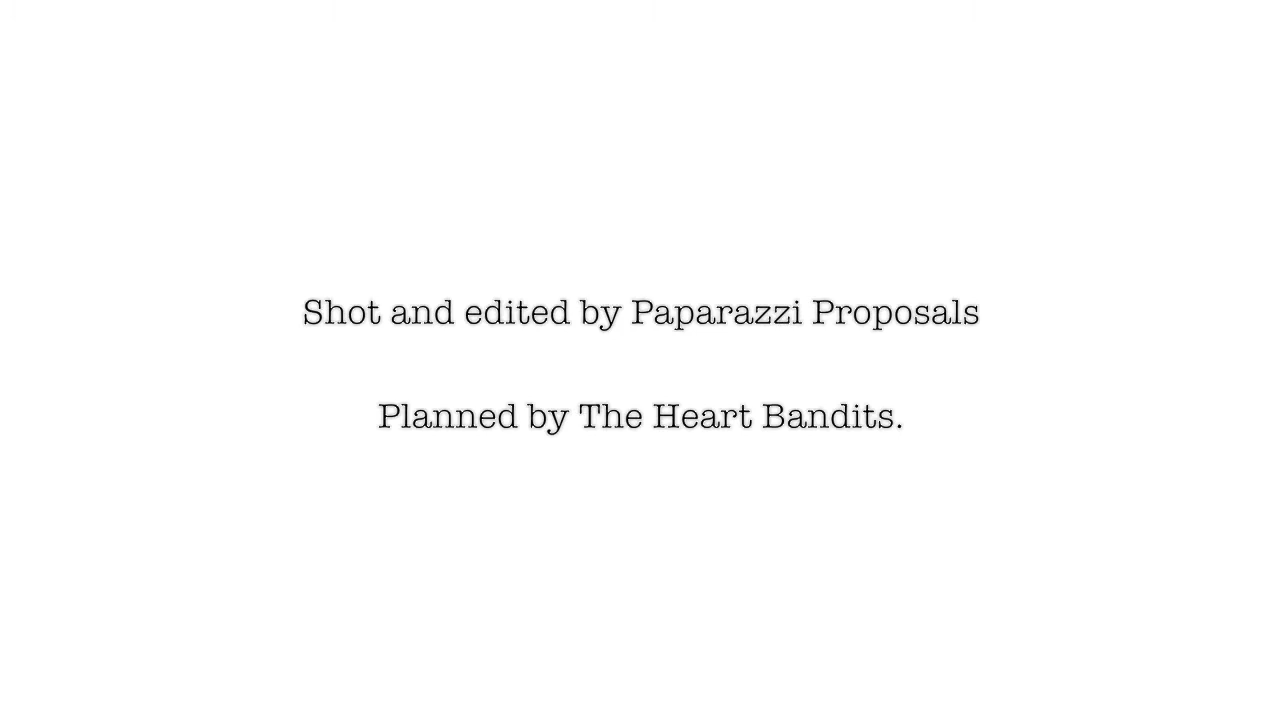 Shot and edited by Paparazzi Proposals
Planned by The Heart Bandits.